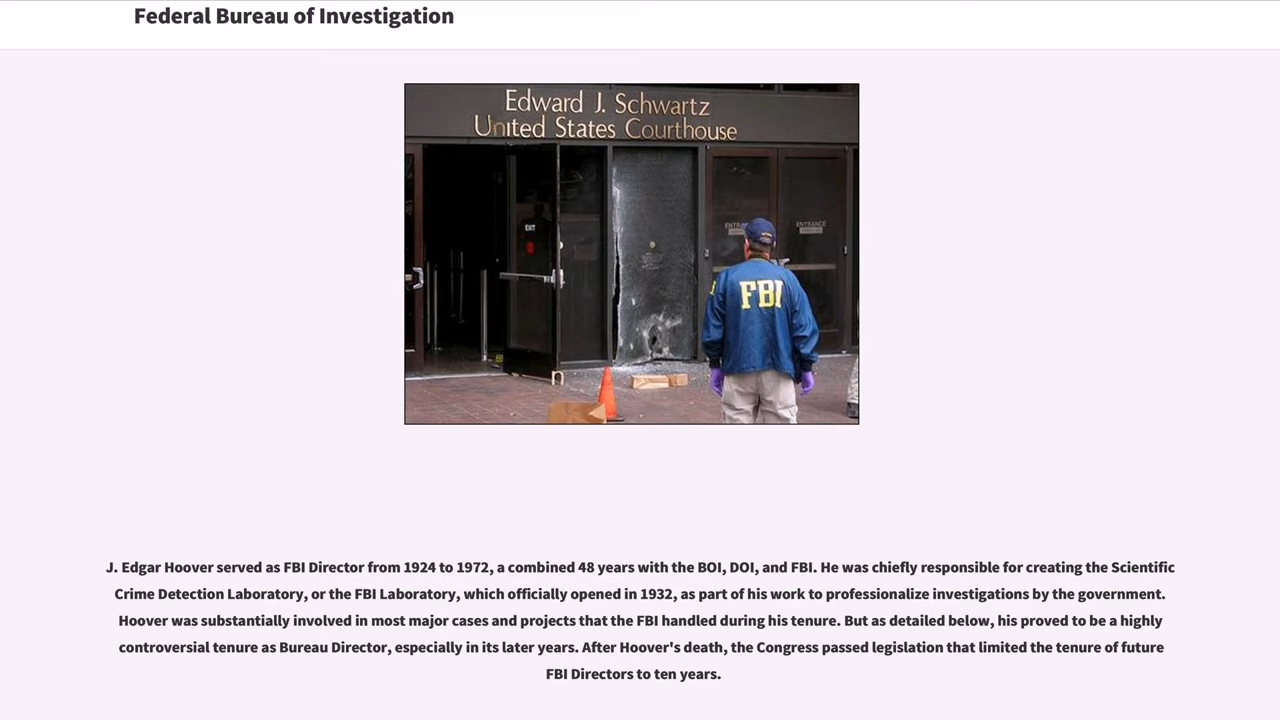 Federal Bureau of Investigation
Edward J. Schwartz
United States Courthouse
EXIT
ENTRANCE
FBI
J. Edgar Hoover served as FBI Director from 1924 to 1972, a combined 48 years with the BOI, DOI, and FBI. He was chiefly responsible for creating the Scientific
Crime Detection Laboratory, or the FBI Laboratory, which officially opened in 1932, as part of his work to professionalize investigations by the government.
Hoover was substantially involved in most major cases and projects that the FBI handled during his tenure. But as detailed below, his proved to be a highly
controversial tenure as Bureau Director, especially in its later years. After Hoover's death, the Congress passed legislation that limited the tenure of future
FBI Directors to ten years.